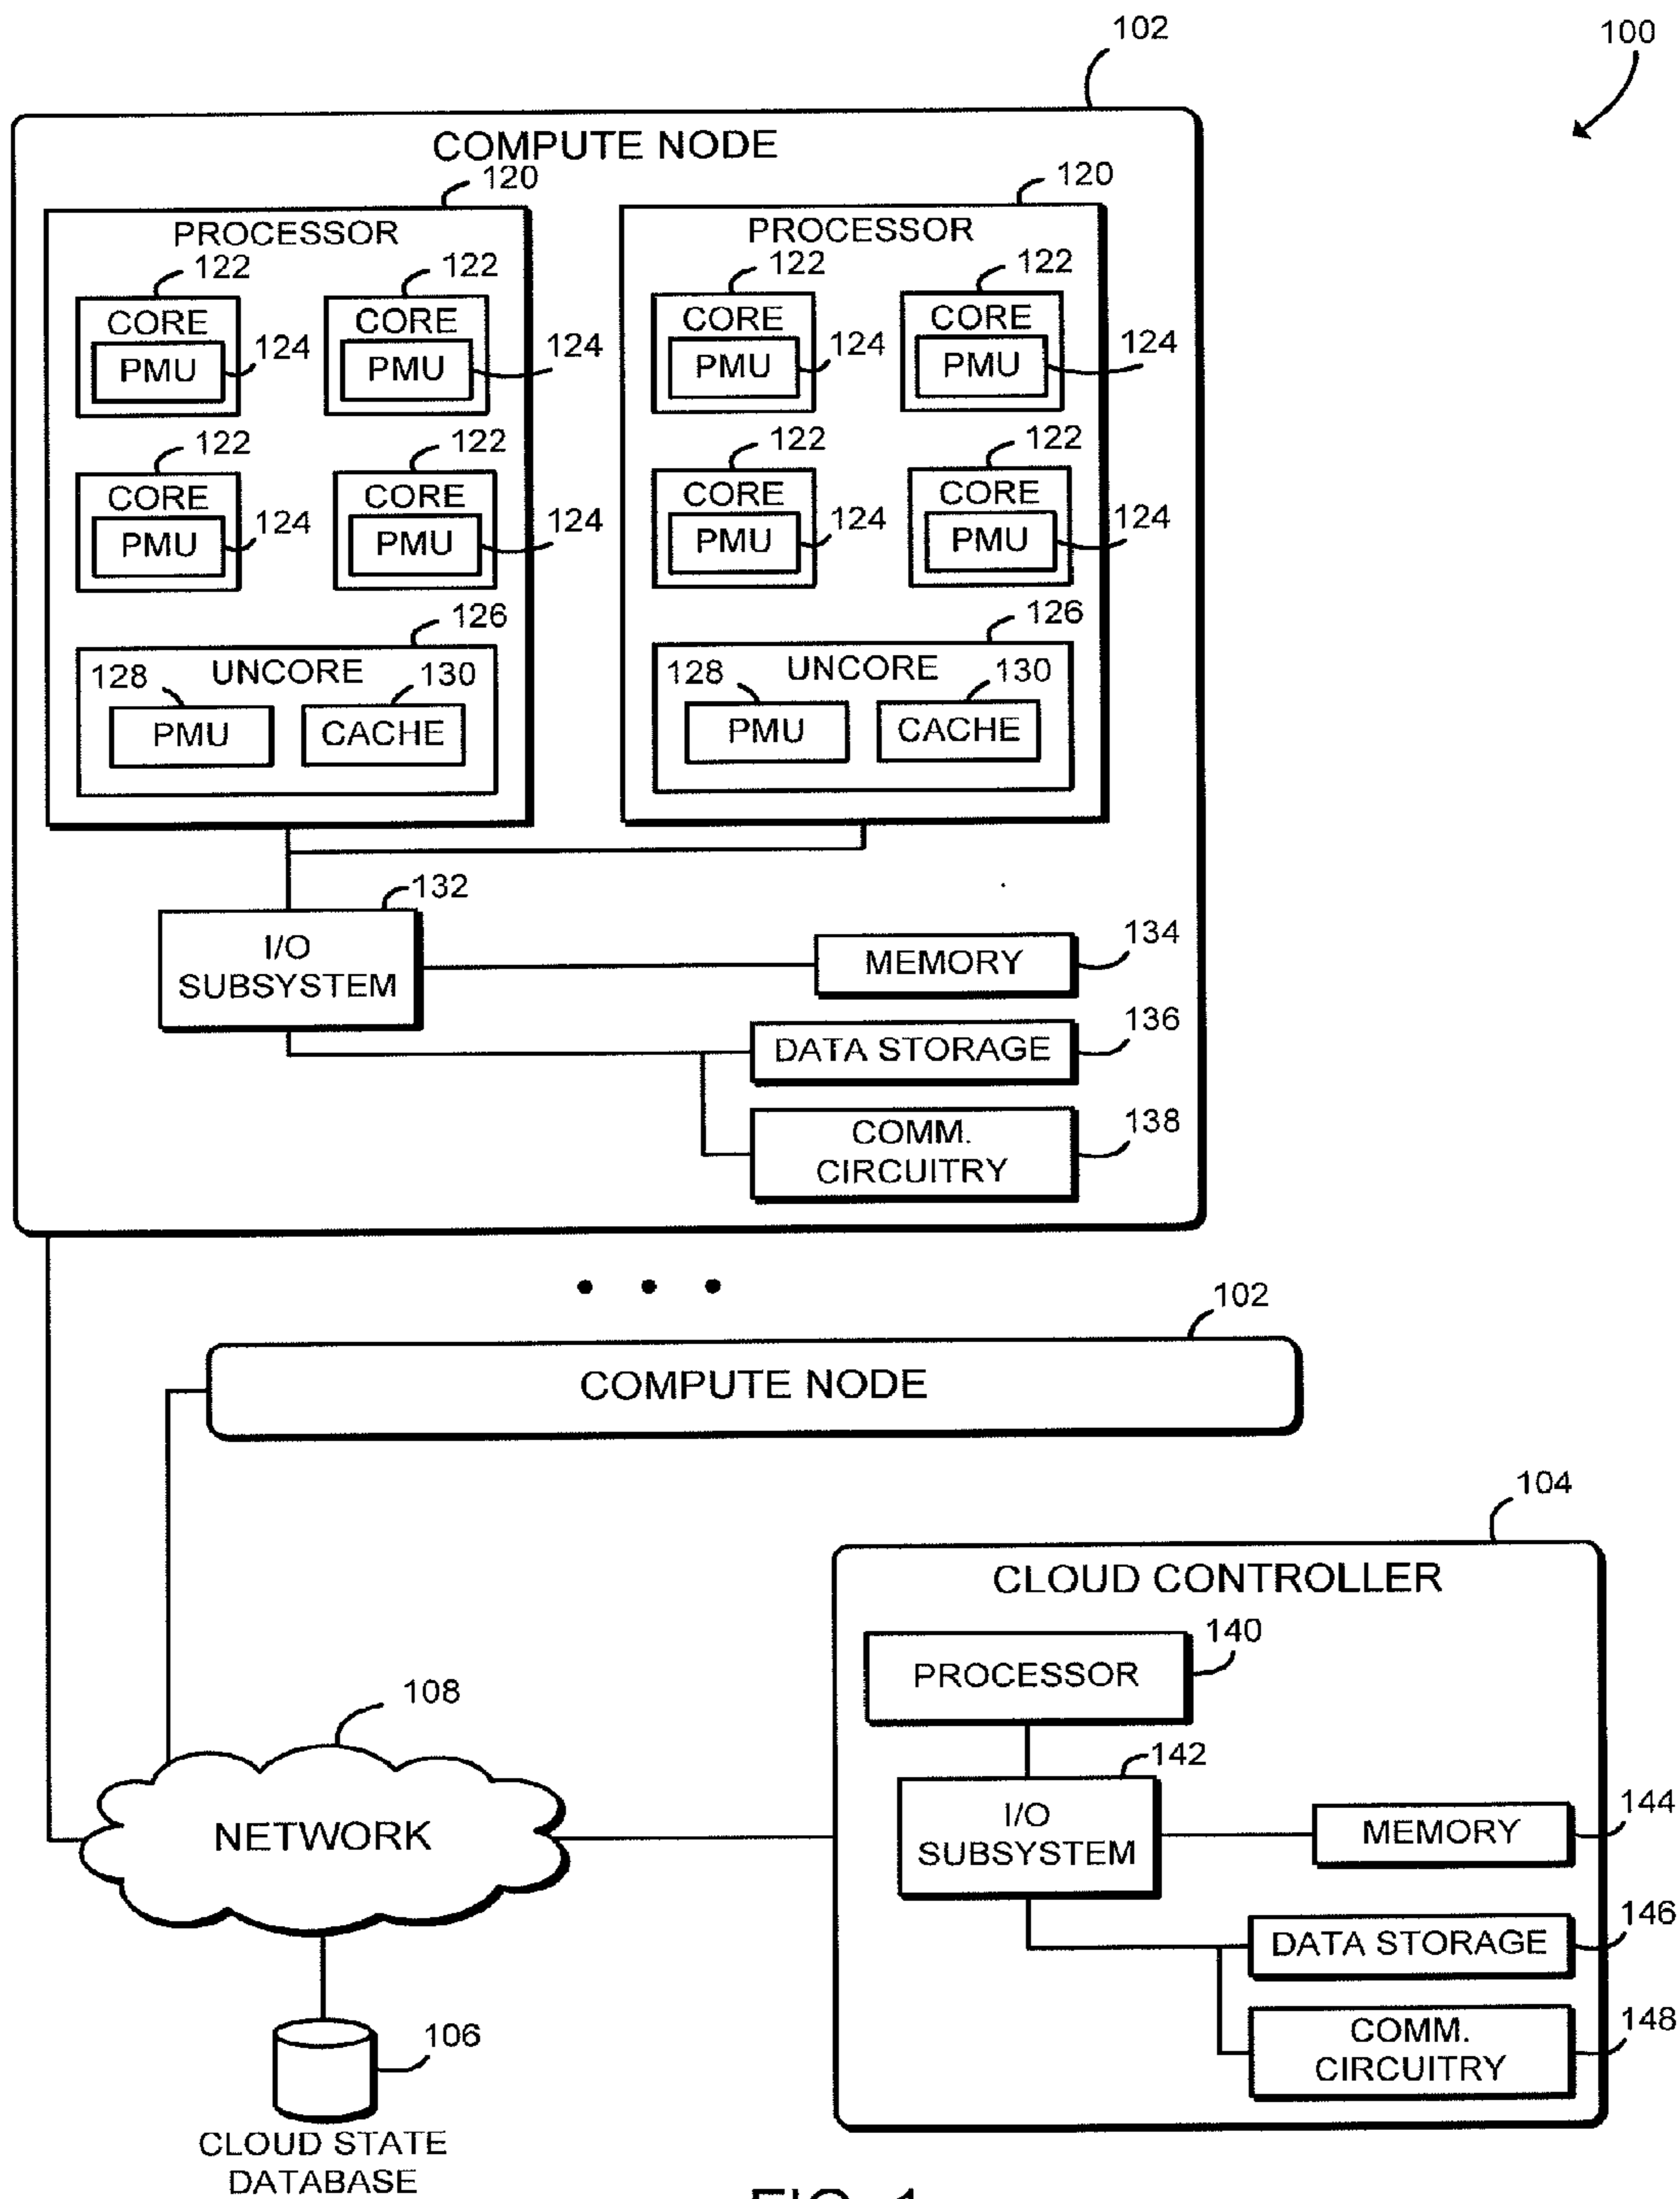 102
100
COMPUTE NODE
120
120
PROCESSOR
PROCESSOR
122
122
122
122
CORE
CORE
CORE
CORE
PMU
124
PMU
124
PMU
124
PMU
124
122
122
122
122
CORE
CORE
CORE
CORE
PMU
124
PMU
124
PMU
124
PMU
124
126
126
UNCORE
UNCORE
128
130
128
130
PMU
CACHE
PMU
CACHE
132
I/O
SUBSYSTEM
MEMORY
134
DATA STORAGE
136
COMM.
CIRCUITRY
138
102
COMPUTE NODE
104
CLOUD CONTROLLER
140
PROCESSOR
108
142
NETWORK
I/O
SUBSYSTEM
MEMORY
144
DATA STORAGE
146
COMM.
CIRCUITRY
148
106
CLOUD STATE
DATABASE
FIG. 1